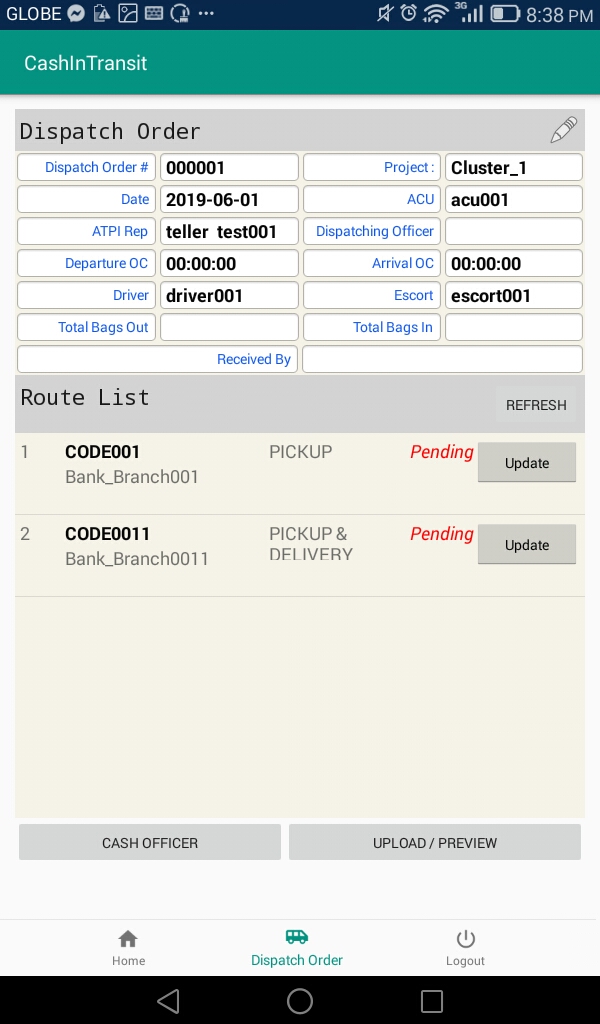 GLOBE 3G 8:38 PM
CashInTransit
Dispatch Order
Dispatch Order # 000001 Project : Cluster_1
Date 2019-06-01 ACU acu001
ATPI Rep teller test001 Dispatching Officer
Departure OC 00:00:00 Arrival OC 00:00:00
Driver driver001 Escort escort001
Total Bags Out Total Bags In
Received By
Route List REFRESH
1 CODE001 PICKUP Pending Update
Bank_Branch001
2 CODE0011 PICKUP & Pending Update
Bank_Branch0011 DELIVERY
CASH OFFICER UPLOAD / PREVIEW
Home Dispatch Order Logout